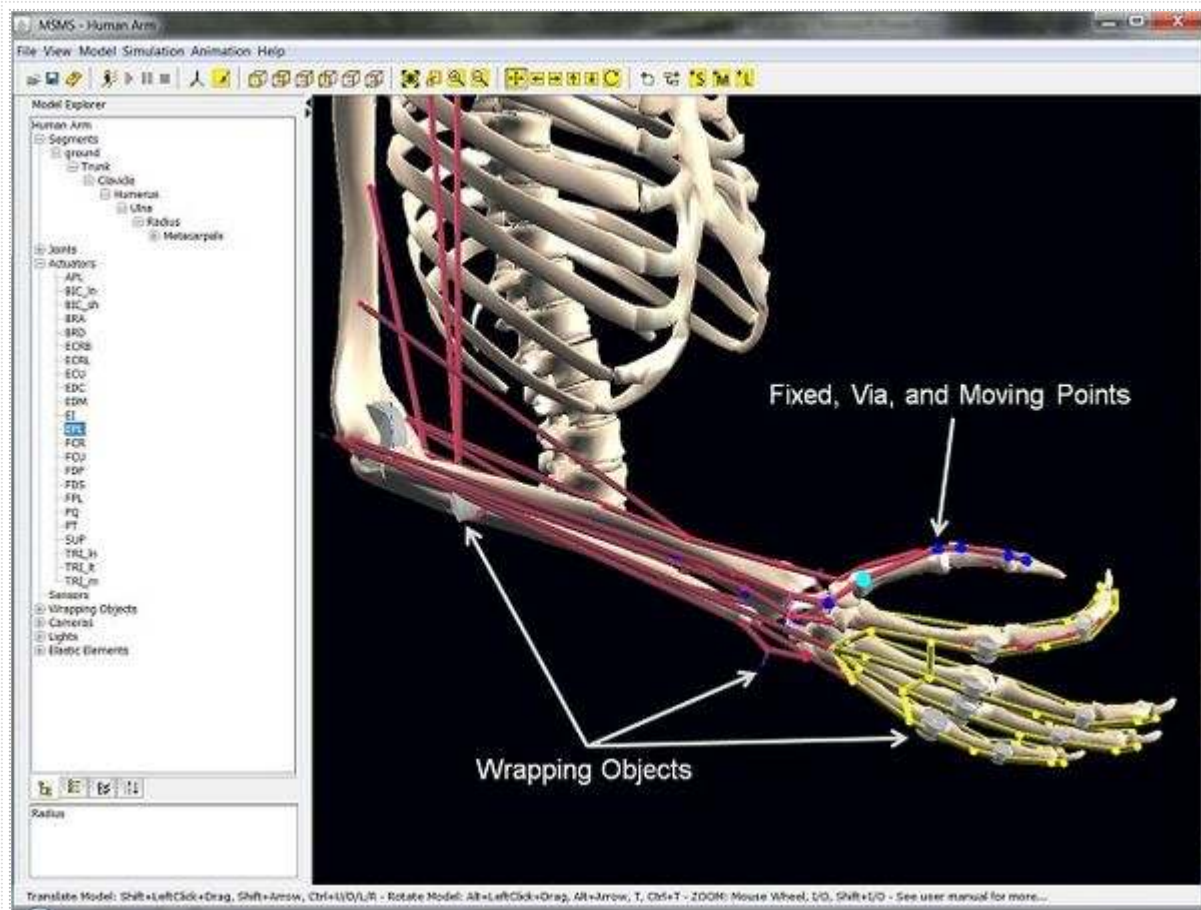 MSMS - Human Arm
File View Model Simulation Animation Help
Model Explorer
Human Arm
Segments
ground
Trunk
Clavicle
Humerus
Ulna
Radius
Metacarpals
Joints
Actuators
APL
BIC_ln
BIC_sh
BRA
BRD
ECRB
ECRL
ECU
EDC
EDM
EI
EPL
FCR
FCU
FDP
FDS
FPL
PQ
PT
SUP
TRI_ln
TRI_lt
TRI_m
Sensors
Wrapping Objects
Cameras
Lights
Elastic Elements
Fixed, Via, and Moving Points
Wrapping Objects
Radius
Translate Model: Shift+LeftClick+Drag, Shift+Arrow, Ctrl+U/D/L/R - Rotate Model: Alt+LeftClick+Drag, Alt+Arrow, T, Ctrl+T - ZOOM: Mouse Wheel, I/O, Shift+I/O - See user manual for more...